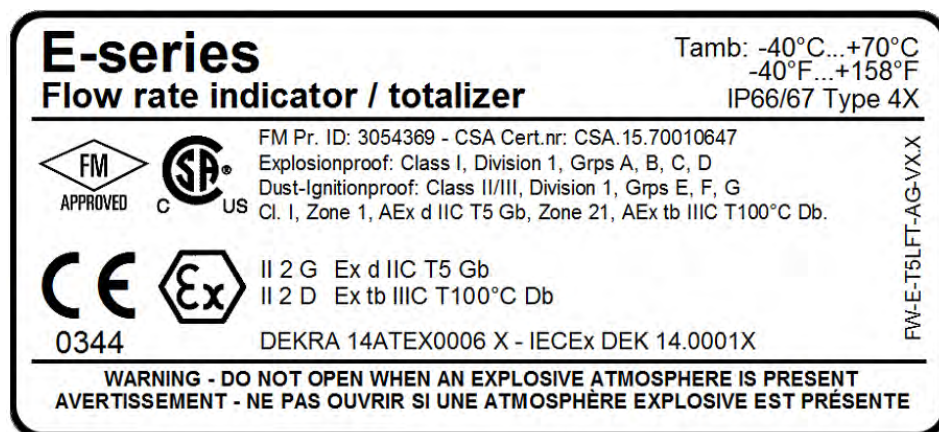 E-series
Flow rate indicator / totalizer
Tamb: -40°C...+70°C
-40°F...+158°F
IP66/67 Type 4X
FM
APPROVED
SA
C US
FM Pr. ID: 3054369 - CSA Cert.nr: CSA.15.70010647
Explosionproof: Class I, Division 1, Grps A, B, C, D
Dust-Ignitionproof: Class II/III, Division 1, Grps E, F, G
Cl. I, Zone 1, AEx d IIC T5 Gb, Zone 21, AEx tb IIIC T100°C Db.
CE
0344
Ex
II 2 G Ex d IIC T5 Gb
II 2 D Ex tb IIIC T100°C Db
DEKRA 14ATEX0006 X - IECEx DEK 14.0001X
FW-E-T5LFT-AG-VX.X
WARNING - DO NOT OPEN WHEN AN EXPLOSIVE ATMOSPHERE IS PRESENT
AVERTISSEMENT - NE PAS OUVRIR SI UNE ATMOSPHÈRE EXPLOSIVE EST PRÉSENTE